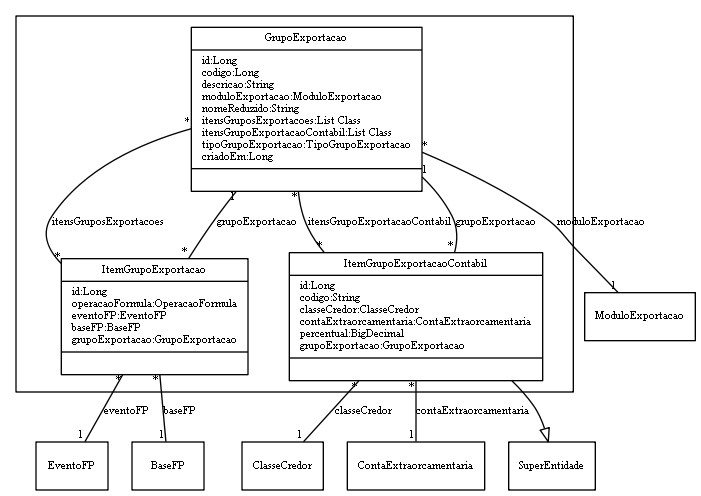 GrupoExportacao
id:Long
codigo:Long
descricao:String
moduloExportacao:ModuloExportacao
nomeReduzido:String
itensGruposExportacoes:List Class
itensGrupoExportacaoContabil:List Class
tipoGrupoExportacao:TipoGrupoExportacao
criadoEm:Long
* *
1 * 1
itensGruposExportacoes grupoExportacao itensGrupoExportacaoContabil grupoExportacao moduloExportacao
* * * *
1
ItemGrupoExportacao
id:Long
operacaoFormula:OperacaoFormula
eventoFP:EventoFP
baseFP:BaseFP
grupoExportacao:GrupoExportacao
ItemGrupoExportacaoContabil
id:Long
codigo:String
classeCredor:ClasseCredor
contaExtraorcamentaria:ContaExtraorcamentaria
percentual:BigDecimal
grupoExportacao:GrupoExportacao
ModuloExportacao
* * * *
eventoFP baseFP classeCredor contaExtraorcamentaria
1 1 1 1
EventoFP BaseFP ClasseCredor ContaExtraorcamentaria SuperEntidade